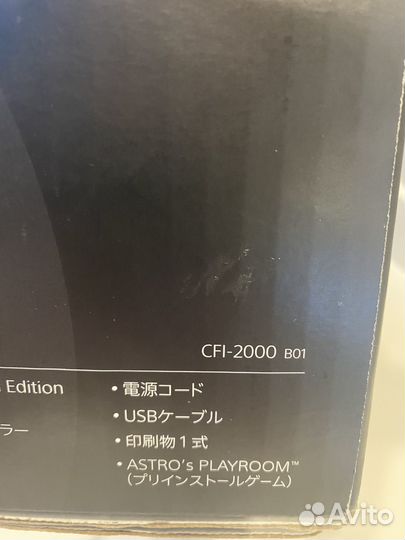 CFI-2000 B01
Edition
・電源コード
・USBケーブル
ラー
・印刷物1式
・ASTRO's PLAYROOM™
(プリインストールゲーム)
Avito